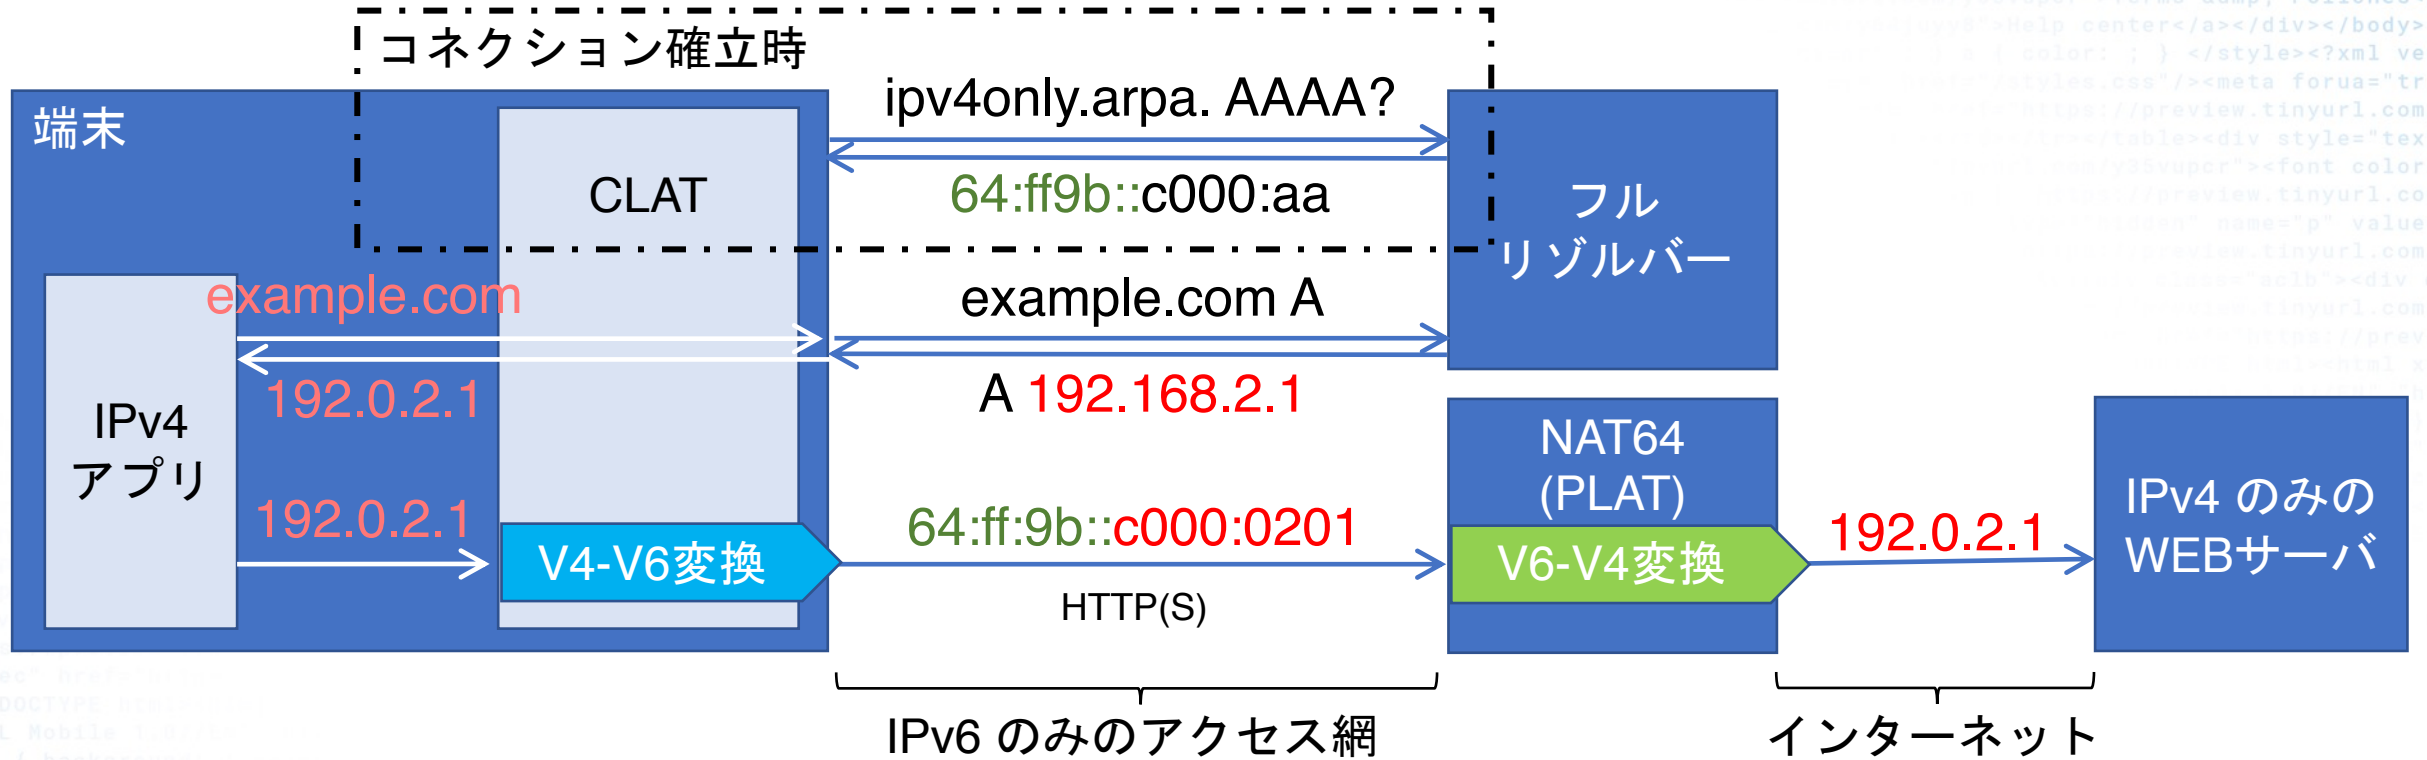 コネクション確立時
端末
CLAT
ipv4only.arpa. AAAA?
64:ff9b::c000:aa
フル
リゾルバー
example.com
example.com A
192.0.2.1
A 192.168.2.1
IPv4
アプリ
192.0.2.1
V4-V6変換
64:ff:9b::c000:0201
HTTP(S)
NAT64
(PLAT)
V6-V4変換
192.0.2.1
IPv4 のみの
WEBサーバ
IPv6 のみのアクセス網
インターネット